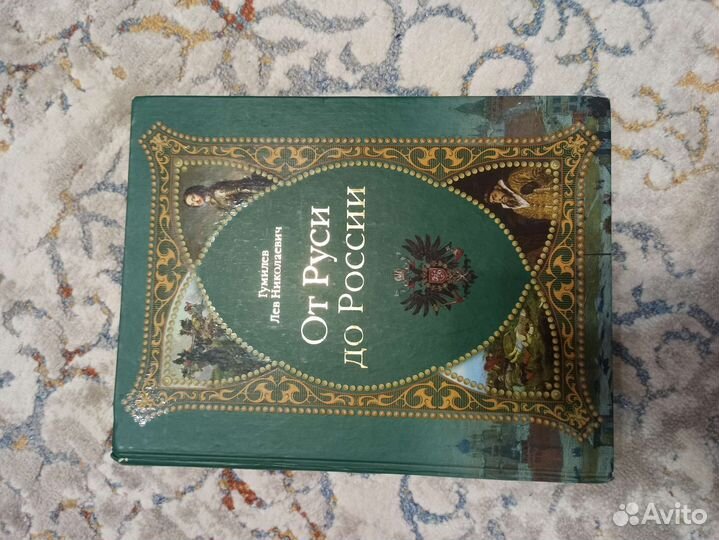 Гумилев
Лев Николаевич
От Руси
до России
Avito